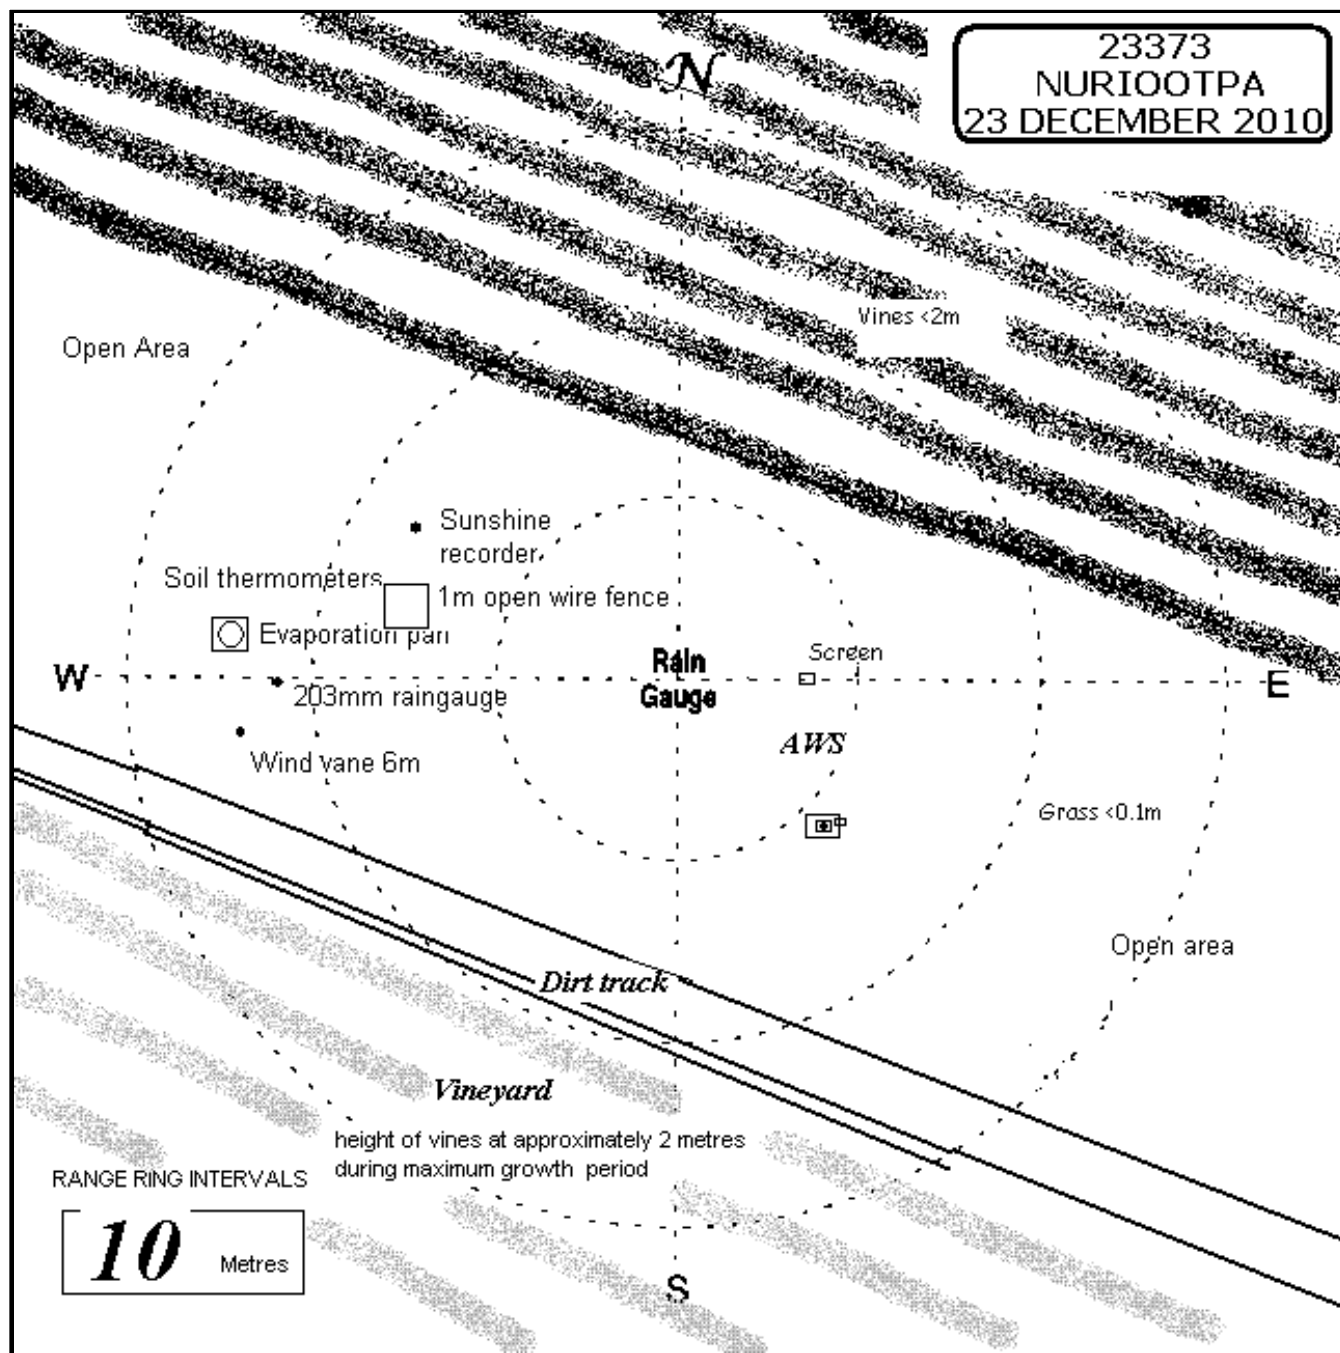 23373
NURIOOTPA
23 DECEMBER 2010
N
Vines <2m
Open Area
Sunshine
recorder
Soil thermometers
1m open wire fence
Evaporation pan
Rain
Gauge
Screen
W
E
203mm raingauge
AWS
Wind vane 6m
Grass <0.1m
Open area
Dirt track
Vineyard
height of vines at approximately 2 metres
during maximum growth period
RANGE RING INTERVALS
10 Metres
S